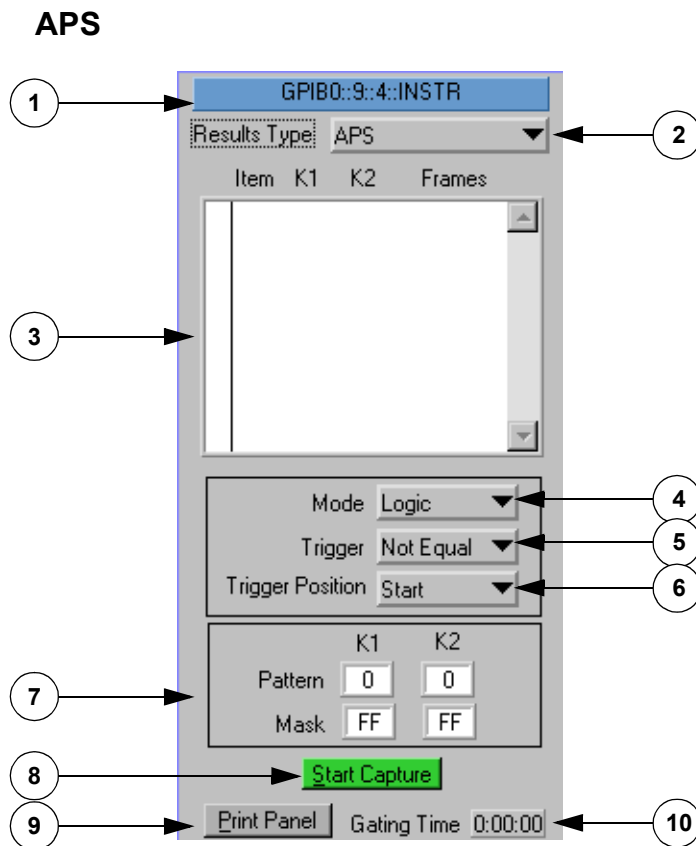 APS
1 GPIB0::9::4::INSTR
Results Type APS 2
Item K1 K2 Frames
3
Mode Logic 4
Trigger Not Equal 5
Trigger Position Start 6
K1 K2
Pattern 0 0
7
Mask FF FF
8 Start Capture
9 Print Panel Gating Time 0:00:00 10